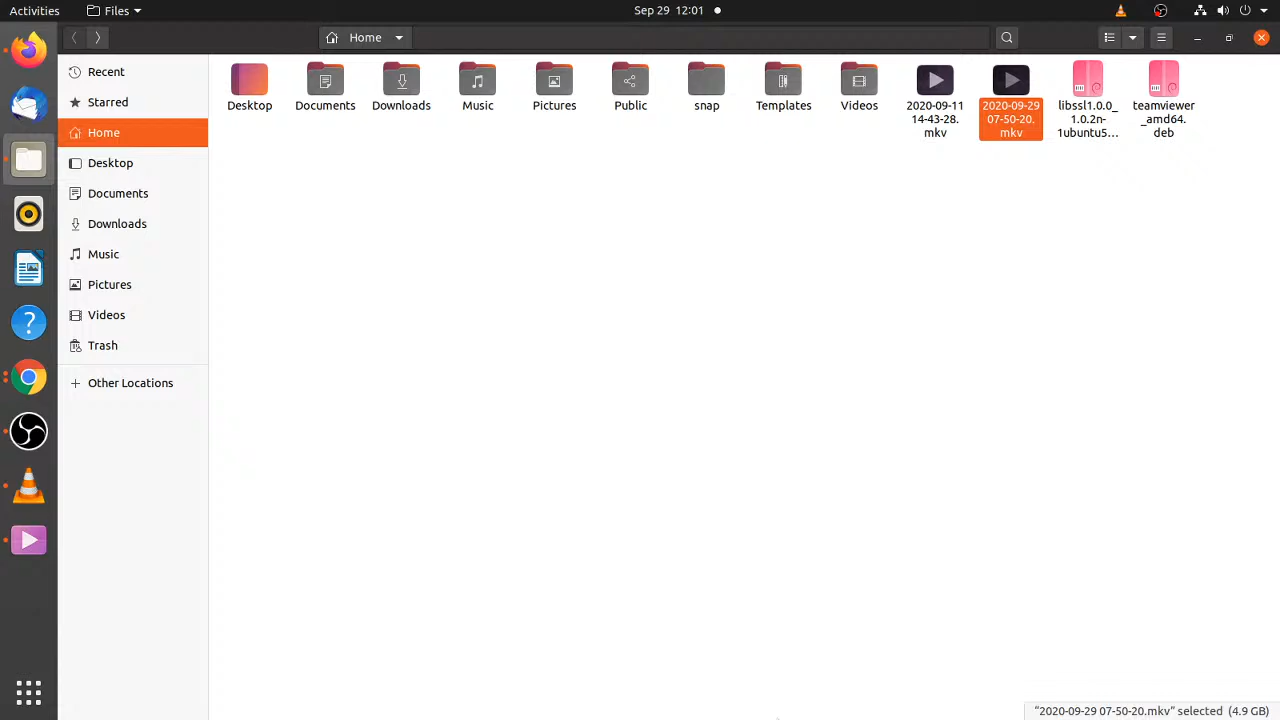 Activities
Files
Sep 29 12:01
Home
Recent
Starred
Home
Desktop
Documents
Downloads
Music
Pictures
Videos
Trash
Other Locations
Desktop
Documents
Downloads
Music
Pictures
Public
snap
Templates
Videos
2020-09-11
14-43-28.
mkv
2020-09-29
07-50-20.
mkv
libssl1.0.0_
1.0.2n-
1ubuntu5...
teamviewer
_amd64.
deb
"2020-09-29 07-50-20.mkv" selected (4.9 GB)